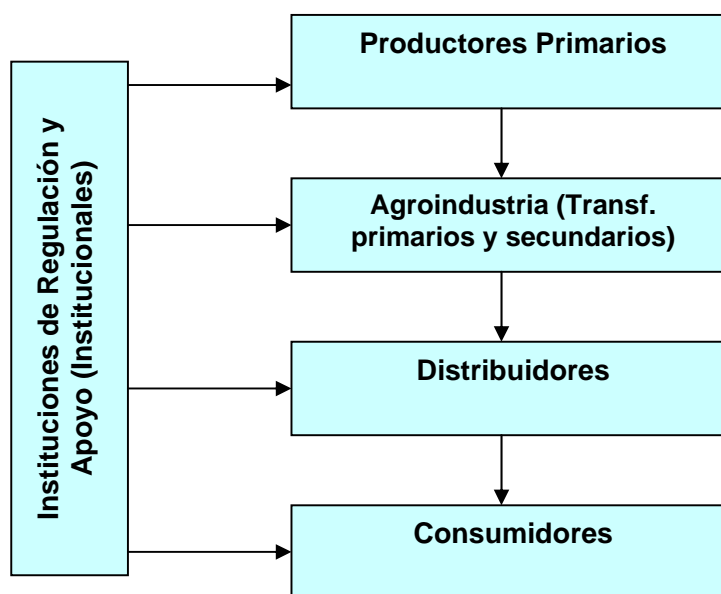 Instituciones de Regulación y
Apoyo (Institucionales)
Productores Primarios
Agroindustria (Transf.
primarios y secundarios)
Distribuidores
Consumidores